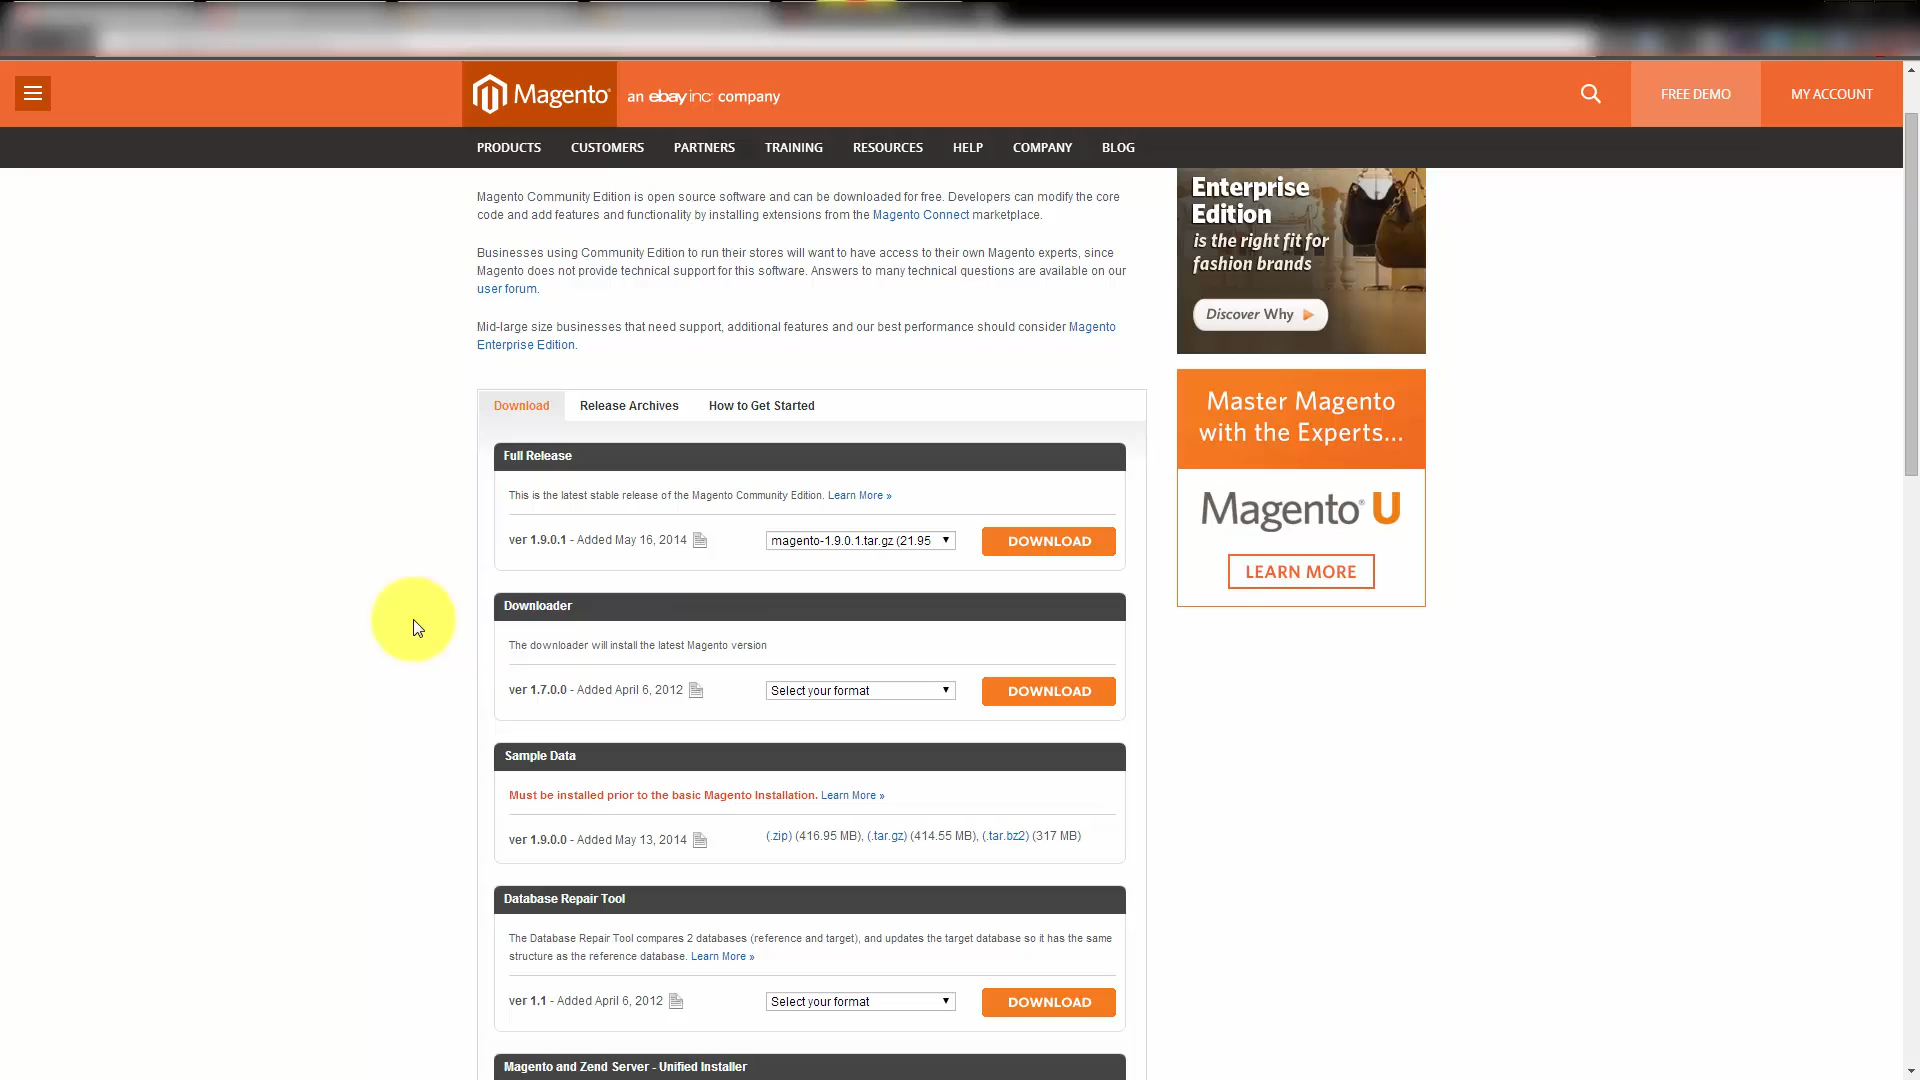 Magento® an ebay inc company
FREE DEMO
MY ACCOUNT
PRODUCTS CUSTOMERS PARTNERS TRAINING RESOURCES HELP COMPANY BLOG
Magento Community Edition is open source software and can be downloaded for free. Developers can modify the core
code and add features and functionality by installing extensions from the Magento Connect marketplace.
Businesses using Community Edition to run their stores will want to have access to their own Magento experts, since
Magento does not provide technical support for this software. Answers to many technical questions are available on our
user forum.
Mid-large size businesses that need support, additional features and our best performance should consider Magento
Enterprise Edition.
Enterprise
Edition
is the right fit for
fashion brands
Discover Why
Master Magento
with the Experts...
Magento® U
LEARN MORE
Download Release Archives How to Get Started
Full Release
This is the latest stable release of the Magento Community Edition. Learn More »
ver 1.9.0.1 - Added May 16, 2014 magento-1.9.0.1.tar.gz (21.95 DOWNLOAD
Downloader
The downloader will install the latest Magento version
ver 1.7.0.0 - Added April 6, 2012 Select your format DOWNLOAD
Sample Data
Must be installed prior to the basic Magento Installation. Learn More »
ver 1.9.0.0 - Added May 13, 2014 (.zip) (416.95 MB), (.tar.gz) (414.55 MB), (.tar.bz2) (317 MB)
Database Repair Tool
The Database Repair Tool compares 2 databases (reference and target), and updates the target database so it has the same
structure as the reference database. Learn More »
ver 1.1 - Added April 6, 2012 Select your format DOWNLOAD
Magento and Zend Server - Unified Installer